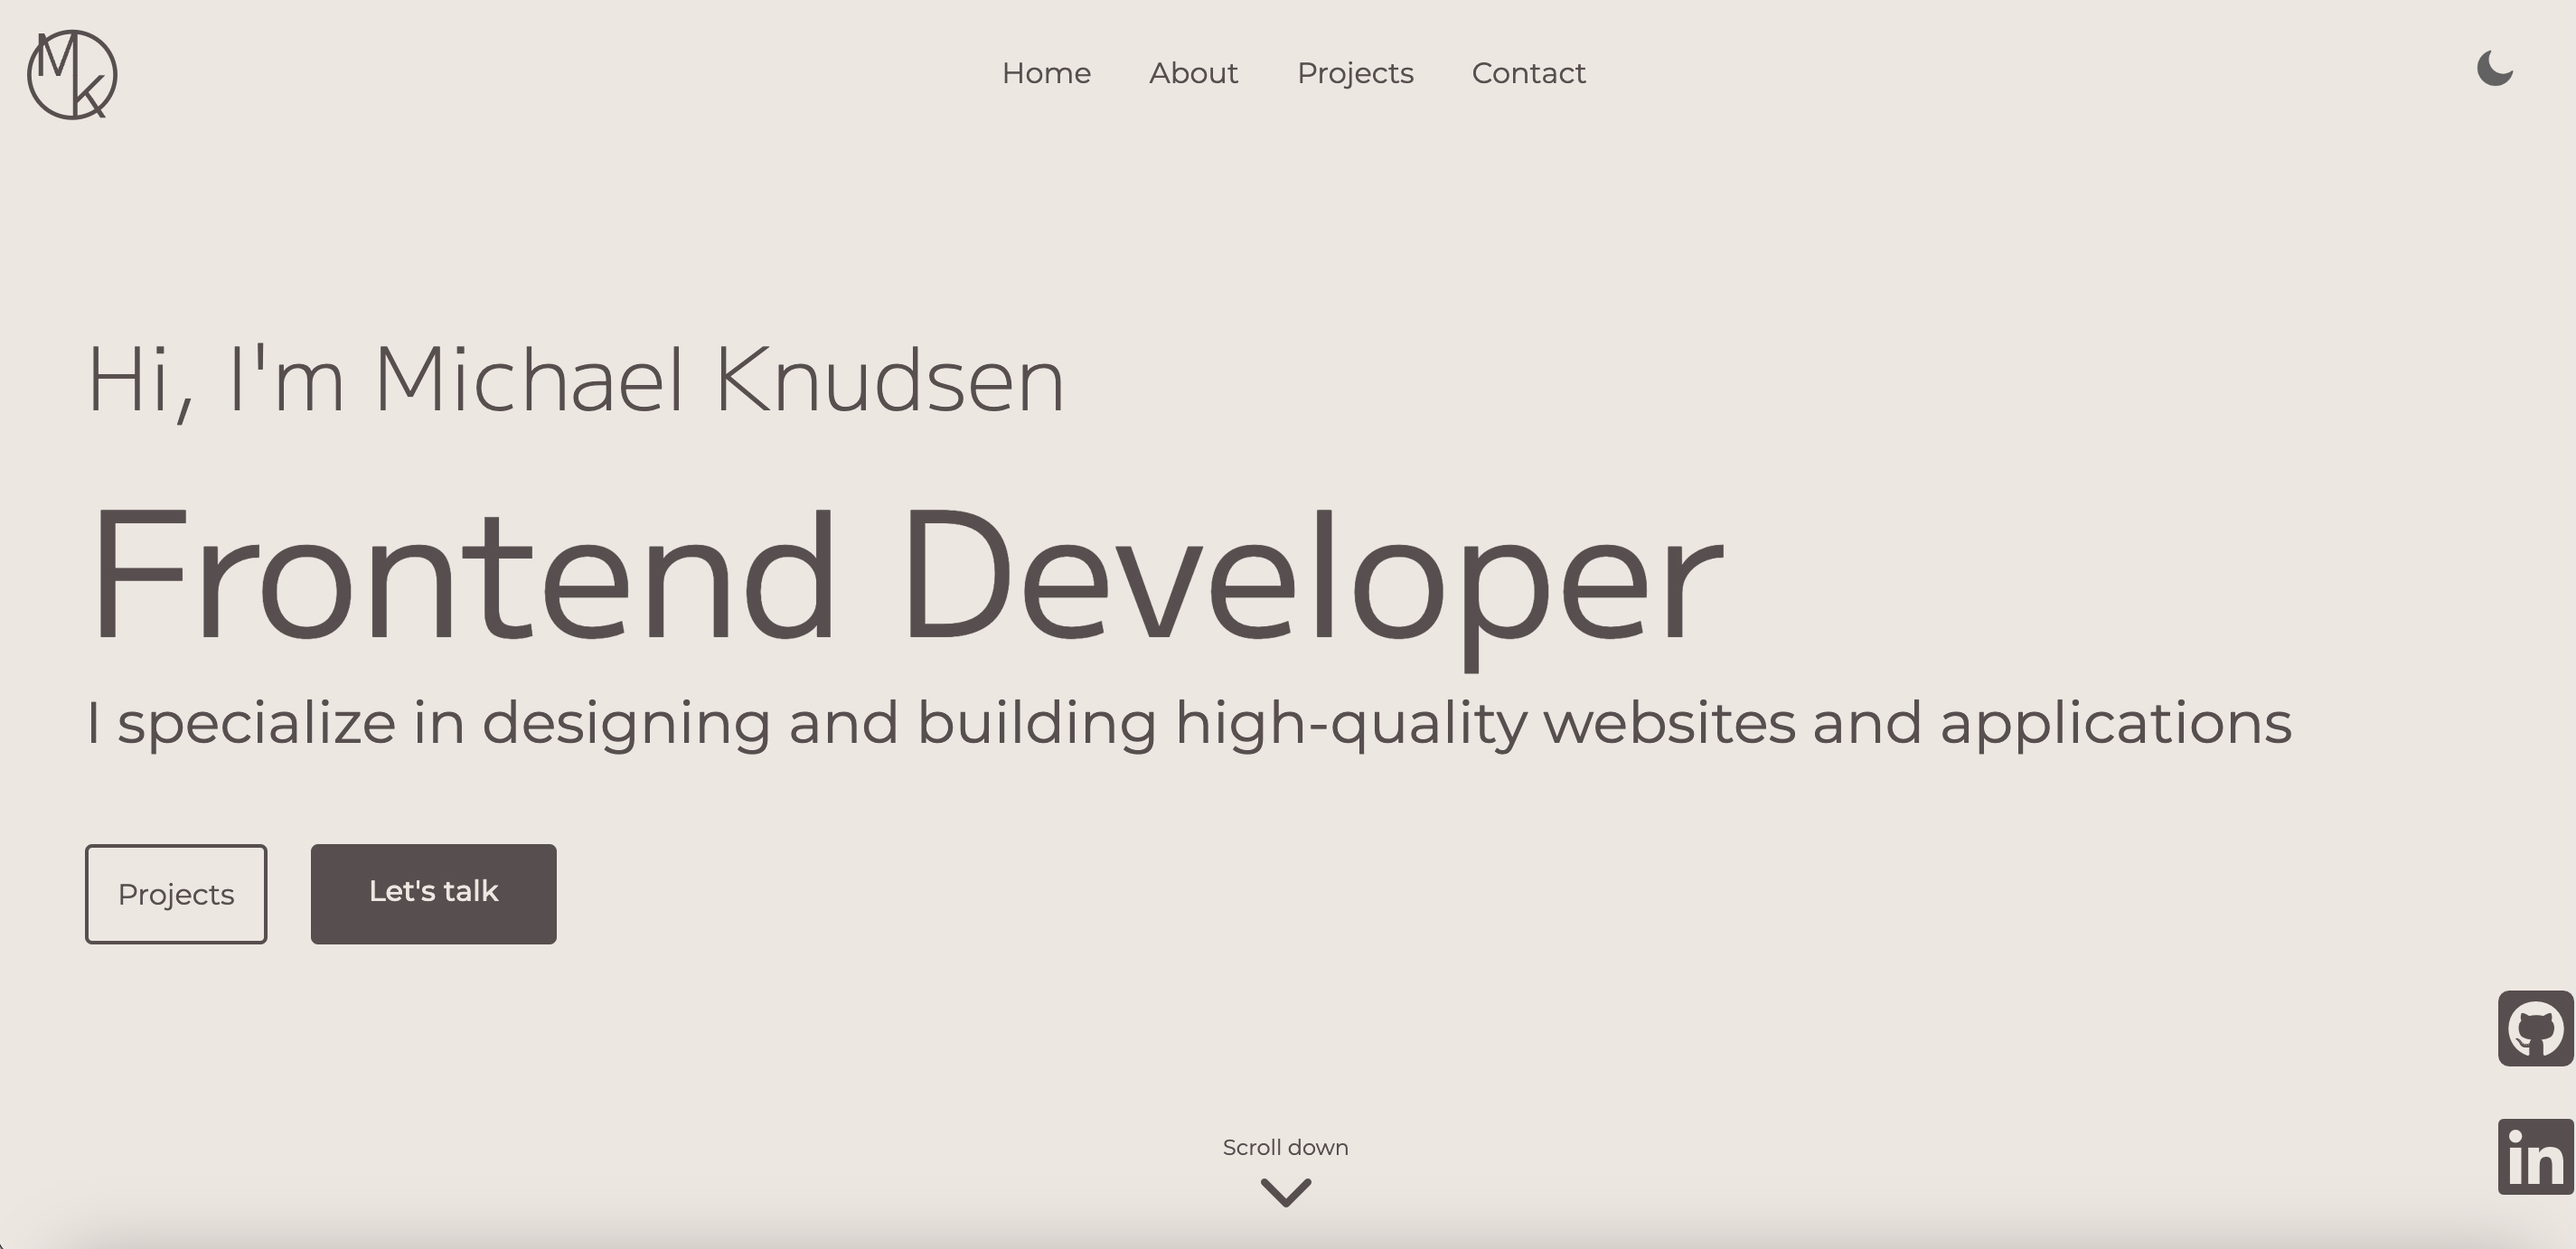 MK
Home About Projects Contact
Hi, I'm Michael Knudsen
Frontend Developer
I specialize in designing and building high-quality websites and applications
Projects Let's talk
Scroll down
in